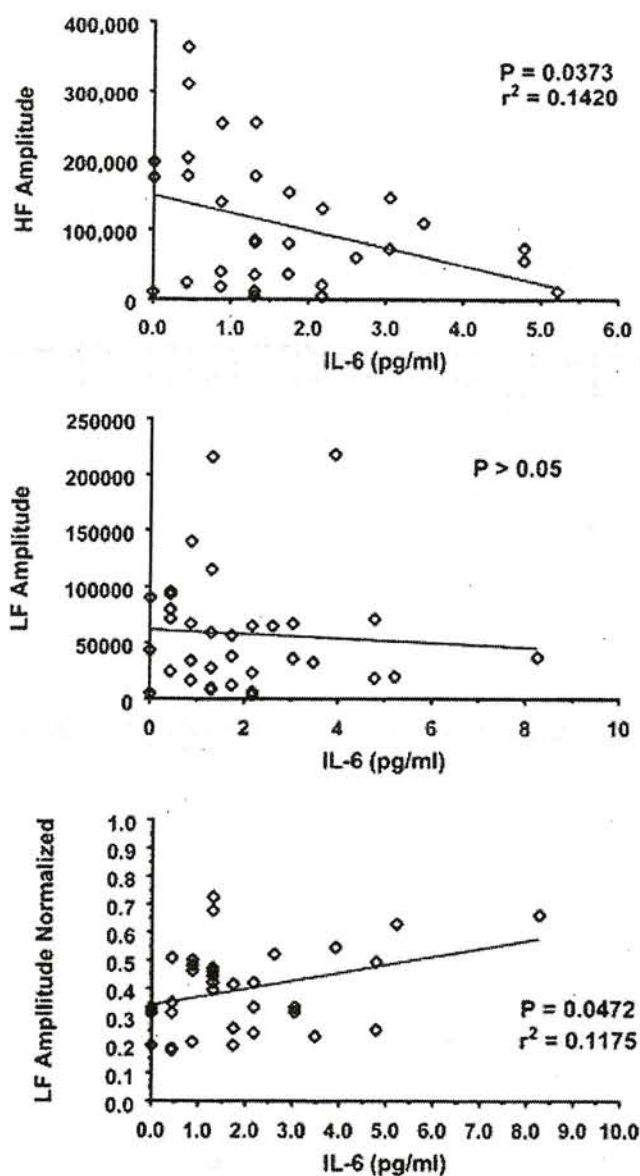 400,000
300,000
200,000
100,000
0
HF Amplitude
P = 0.0373
r² = 0.1420
0.0 1.0 2.0 3.0 4.0 5.0 6.0
IL-6 (pg/ml)
250000
200000
150000
100000
50000
0
LF Amplitude
P > 0.05
0 2 4 6 8 10
IL-6 (pg/ml)
1.0
0.9
0.8
0.7
0.6
0.5
0.4
0.3
0.2
0.1
0.0
LF Ampllitude Normalized
P = 0.0472
r² = 0.1175
0.0 1.0 2.0 3.0 4.0 5.0 6.0 7.0 8.0 9.0 10.0
IL-6 (pg/ml)